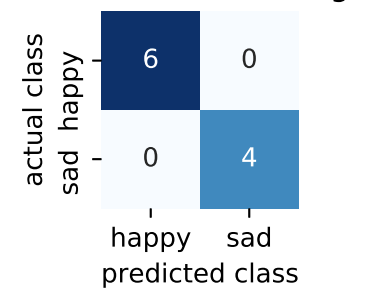 actual class
happy
6 0
sad
0 4
happy sad
predicted class